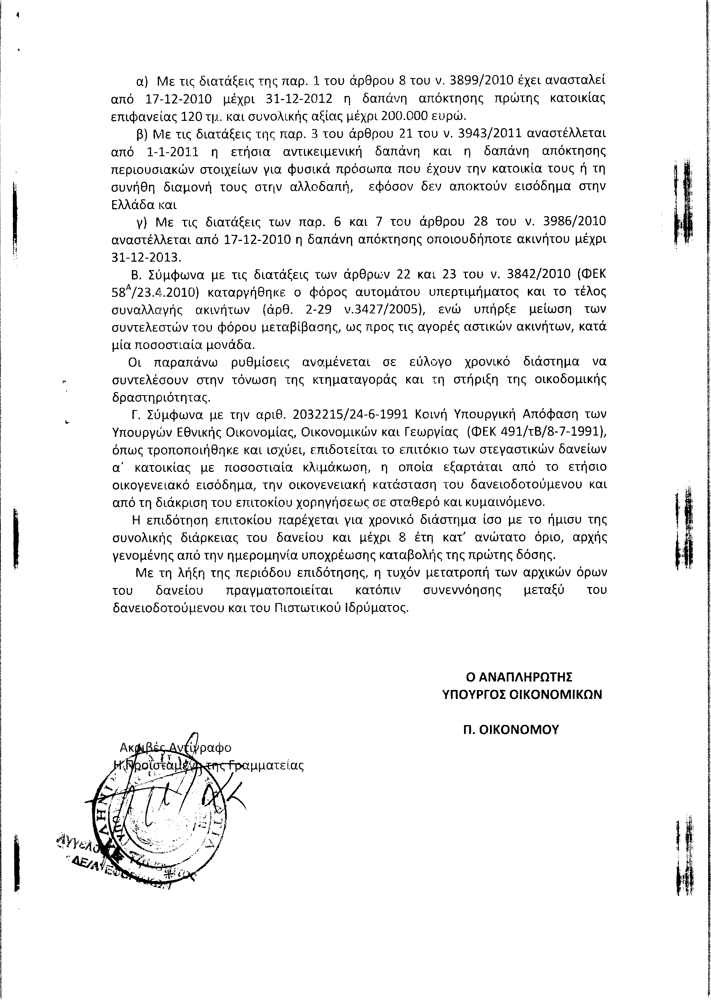 α) Με τις διατάξεις της παρ. 1 του άρθρου 8 του ν. 3899/2010 έχει ανασταλεί
από 17-12-2010 μέχρι 31-12-2012 η δαπάνη απόκτησης πρώτης κατοικίας
επιφανείας 120 τμ. και συνολικής αξίας μέχρι 200.000 ευρώ.
β) Με τις διατάξεις της παρ. 3 του άρθρου 21 του ν. 3943/2011 αναστέλλεται
από 1-1-2011 η ετήσια αντικειμενική δαπάνη και η δαπάνη απόκτησης
περιουσιακών στοιχείων για φυσικά πρόσωπα που έχουν την κατοικία τους ή τη
συνήθη διαμονή τους στην αλλοδαπή, εφόσον δεν αποκτούν εισόδημα στην
Ελλάδα και
γ) Με τις διατάξεις των παρ. 6 και 7 του άρθρου 28 του ν. 3986/2010
αναστέλλεται από 17-12-2010 η δαπάνη απόκτησης οποιουδήποτε ακινήτου μέχρι
31-12-2013.
Β. Σύμφωνα με τις διατάξεις των άρθρων 22 και 23 του ν. 3842/2010 (ΦΕΚ
58Α/23.4.2010) καταργήθηκε ο φόρος αυτομάτου υπερτιμήματος και το τέλος
συναλλαγής ακινήτων (άρθ. 2-29 ν.3427/2005), ενώ υπήρξε μείωση των
συντελεστών του φόρου μεταβίβασης, ως προς τις αγορές αστικών ακινήτων, κατά
μία ποσοστιαία μονάδα.
Οι παραπάνω ρυθμίσεις αναμένεται σε εύλογο χρονικό διάστημα να
συντελέσουν στην τόνωση της κτηματαγοράς και τη στήριξη της οικοδομικής
δραστηριότητας.
Γ. Σύμφωνα με την αριθ. 2032215/24-6-1991 Κοινή Υπουργική Απόφαση των
Υπουργών Εθνικής Οικονομίας, Οικονομικών και Γεωργίας (ΦΕΚ 491/τΒ/8-7-1991),
όπως τροποποιήθηκε και ισχύει, επιδοτείται το επιτόκιο των στεγαστικών δανείων
α' κατοικίας με ποσοστιαία κλιμάκωση, η οποία εξαρτάται από το ετήσιο
οικογενειακό εισόδημα, την οικογενειακή κατάσταση του δανειοδοτούμενου και
από τη διάκριση του επιτοκίου χορηγήσεως σε σταθερό και κυμαινόμενο.
Η επιδότηση επιτοκίου παρέχεται για χρονικό διάστημα ίσο με το ήμισυ της
συνολικής διάρκειας του δανείου και μέχρι 8 έτη κατ' ανώτατο όριο, αρχής
γενομένης από την ημερομηνία υποχρέωσης καταβολής της πρώτης δόσης.
Με τη λήξη της περιόδου επιδότησης, η τυχόν μετατροπή των αρχικών όρων
του δανείου πραγματοποιείται κατόπιν συνεννόησης μεταξύ του
δανειοδοτούμενου και του Πιστωτικού Ιδρύματος.
Ο ΑΝΑΠΛΗΡΩΤΗΣ
ΥΠΟΥΡΓΟΣ ΟΙΚΟΝΟΜΙΚΩΝ
Π. ΟΙΚΟΝΟΜΟΥ
Ακριβές Αντίγραφο
Η Προϊσταμένη της Γραμματείας